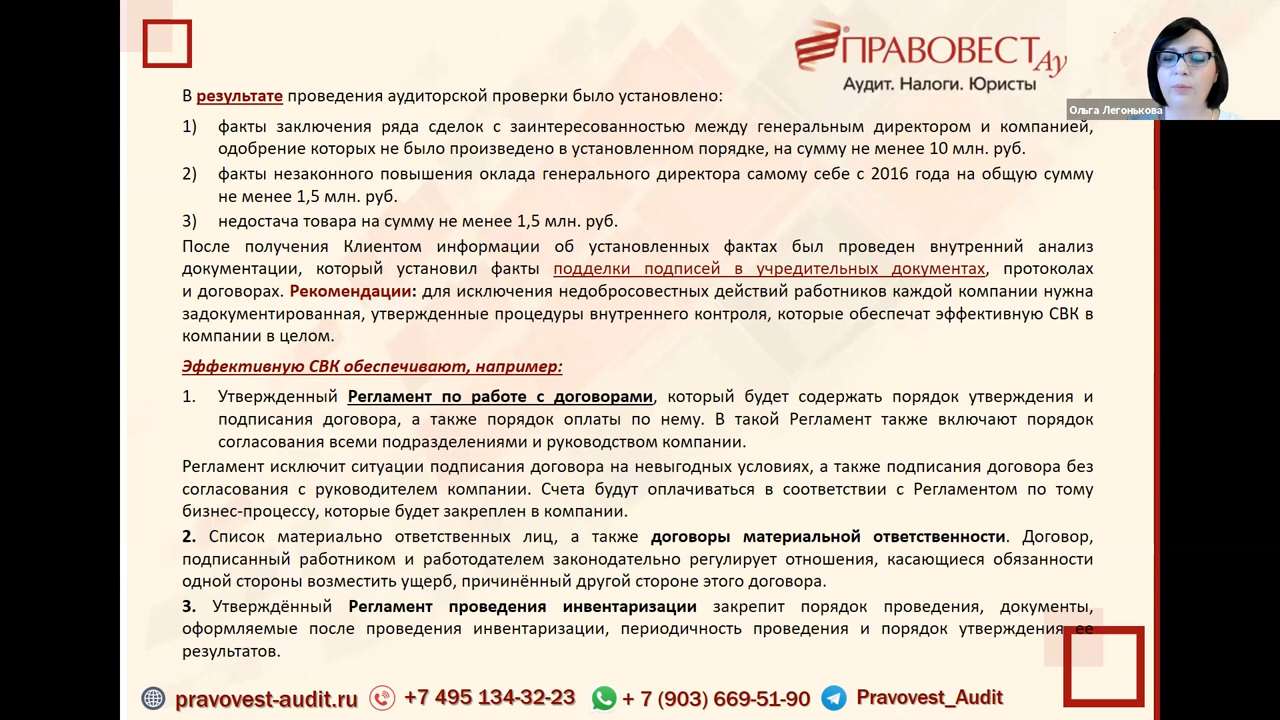 ПРАВОВЕСТ Ау
Аудит. Налоги. Юристы
Ольга Легонькова
В результате проведения аудиторской проверки было установлено:
1) факты заключения ряда сделок с заинтересованностью между генеральным директором и компанией,
одобрение которых не было произведено в установленном порядке, на сумму не менее 10 млн. руб.
2) факты незаконного повышения оклада генерального директора самому себе с 2016 года на общую сумму
не менее 1,5 млн. руб.
3) недостача товара на сумму не менее 1,5 млн. руб.
После получения Клиентом информации об установленных фактах был проведен внутренний анализ
документации, который установил факты подделки подписей в учредительных документах, протоколах
и договорах. Рекомендации: для исключения недобросовестных действий работников каждой компании нужна
задокументированная, утвержденные процедуры внутреннего контроля, которые обеспечат эффективную СВК в
компании в целом.
Эффективную СВК обеспечивают, например:
1. Утвержденный Регламент по работе с договорами, который будет содержать порядок утверждения и
подписания договора, а также порядок оплаты по нему. В такой Регламент также включают порядок
согласования всеми подразделениями и руководством компании.
Регламент исключит ситуации подписания договора на невыгодных условиях, а также подписания договора без
согласования с руководителем компании. Счета будут оплачиваться в соответствии с Регламентом по тому
бизнес-процессу, которые будет закреплен в компании.
2. Список материально ответственных лиц, а также договоры материальной ответственности. Договор,
подписанный работником и работодателем законодательно регулирует отношения, касающиеся обязанности
одной стороны возместить ущерб, причинённый другой стороне этого договора.
3. Утверждённый Регламент проведения инвентаризации закрепит порядок проведения, документы,
оформляемые после проведения инвентаризации, периодичность проведения и порядок утверждения ее
результатов.
pravovest-audit.ru +7 495 134-32-23 + 7 (903) 669-51-90 Pravovest_Audit